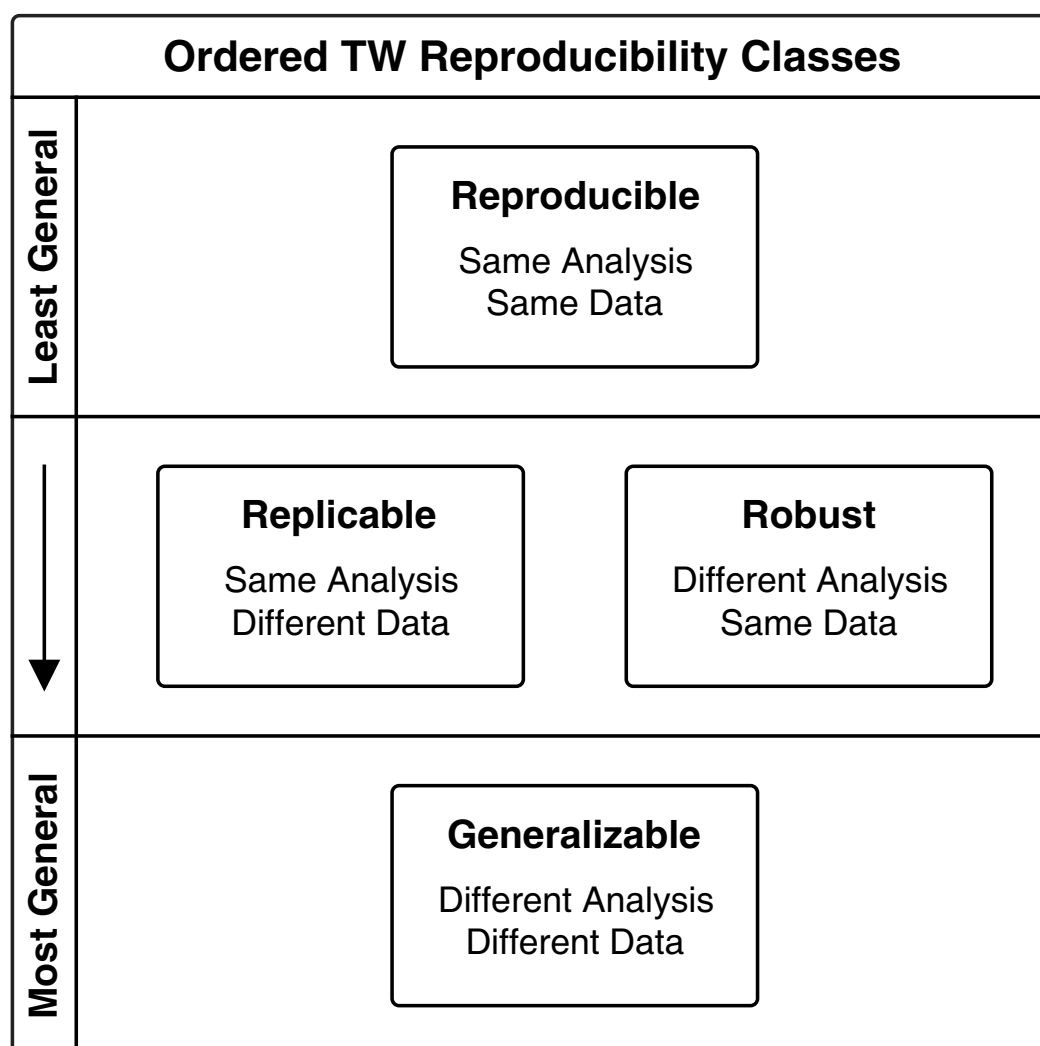 Ordered TW Reproducibility Classes
Least General
Reproducible
Same Analysis
Same Data
Replicable
Same Analysis
Different Data
Robust
Different Analysis
Same Data
Most General
Generalizable
Different Analysis
Different Data